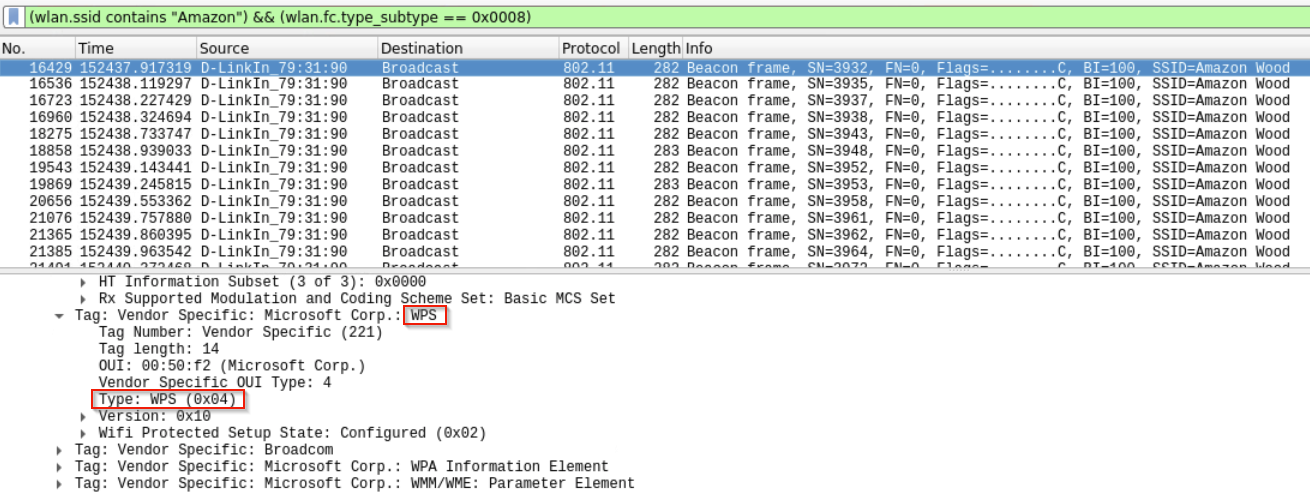 (wlan.ssid contains "Amazon") && (wlan.fc.type_subtype == 0x0008)
No. Time Source Destination Protocol Length Info
16429 152437.917319 D-LinkIn_79:31:90 Broadcast 802.11 282 Beacon frame, SN=3932, FN=0, Flags=........C, BI=100, SSID=Amazon Wood
16536 152438.119297 D-LinkIn_79:31:90 Broadcast 802.11 282 Beacon frame, SN=3935, FN=0, Flags=........C, BI=100, SSID=Amazon Wood
16723 152438.227429 D-LinkIn_79:31:90 Broadcast 802.11 282 Beacon frame, SN=3937, FN=0, Flags=........C, BI=100, SSID=Amazon Wood
16960 152438.324694 D-LinkIn_79:31:90 Broadcast 802.11 282 Beacon frame, SN=3938, FN=0, Flags=........C, BI=100, SSID=Amazon Wood
18275 152438.733747 D-LinkIn_79:31:90 Broadcast 802.11 282 Beacon frame, SN=3943, FN=0, Flags=........C, BI=100, SSID=Amazon Wood
18858 152438.939033 D-LinkIn_79:31:90 Broadcast 802.11 283 Beacon frame, SN=3948, FN=0, Flags=........C, BI=100, SSID=Amazon Wood
19543 152439.143441 D-LinkIn_79:31:90 Broadcast 802.11 282 Beacon frame, SN=3952, FN=0, Flags=........C, BI=100, SSID=Amazon Wood
19869 152439.245815 D-LinkIn_79:31:90 Broadcast 802.11 283 Beacon frame, SN=3953, FN=0, Flags=........C, BI=100, SSID=Amazon Wood
20656 152439.553362 D-LinkIn_79:31:90 Broadcast 802.11 282 Beacon frame, SN=3958, FN=0, Flags=........C, BI=100, SSID=Amazon Wood
21076 152439.757880 D-LinkIn_79:31:90 Broadcast 802.11 282 Beacon frame, SN=3961, FN=0, Flags=........C, BI=100, SSID=Amazon Wood
21365 152439.860395 D-LinkIn_79:31:90 Broadcast 802.11 282 Beacon frame, SN=3962, FN=0, Flags=........C, BI=100, SSID=Amazon Wood
21385 152439.963542 D-LinkIn_79:31:90 Broadcast 802.11 282 Beacon frame, SN=3964, FN=0, Flags=........C, BI=100, SSID=Amazon Wood
HT Information Subset (3 of 3): 0x0000
Rx Supported Modulation and Coding Scheme Set: Basic MCS Set
Tag: Vendor Specific: Microsoft Corp.: WPS
Tag Number: Vendor Specific (221)
Tag length: 14
OUI: 00:50:f2 (Microsoft Corp.)
Vendor Specific OUI Type: 4
Type: WPS (0x04)
Version: 0x10
Wifi Protected Setup State: Configured (0x02)
Tag: Vendor Specific: Broadcom
Tag: Vendor Specific: Microsoft Corp.: WPA Information Element
Tag: Vendor Specific: Microsoft Corp.: WMM/WME: Parameter Element